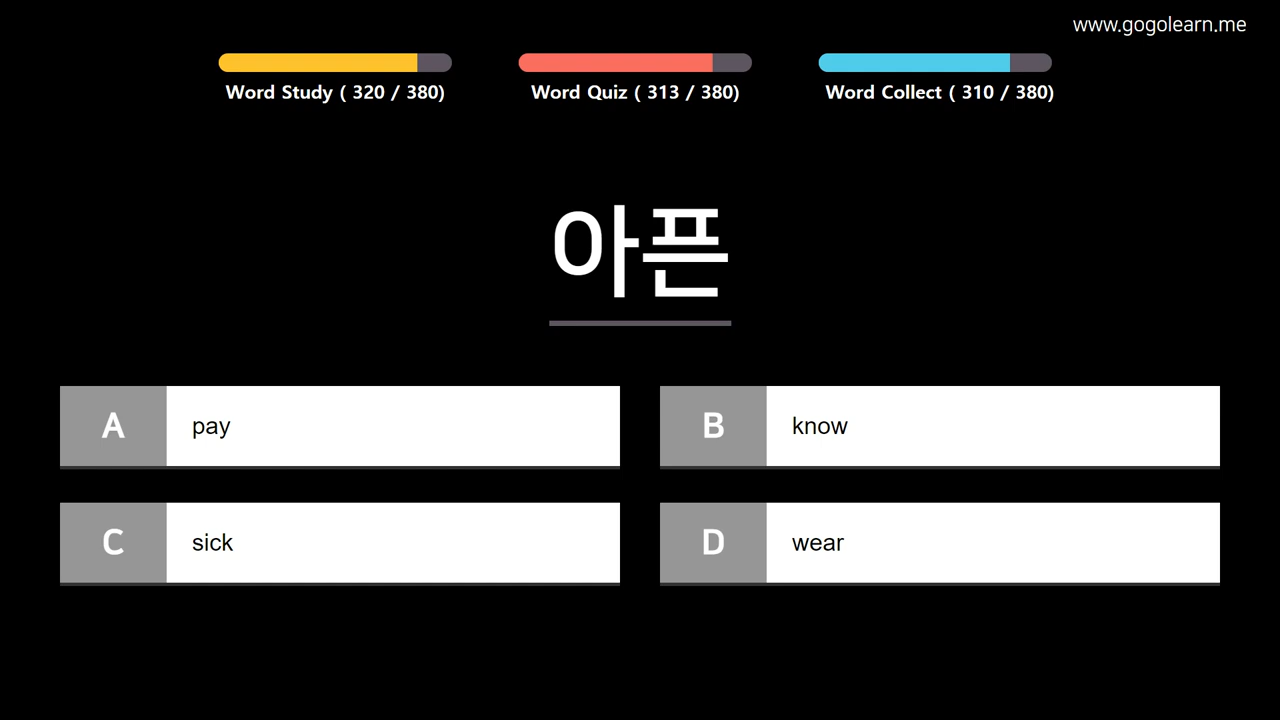 www.gogolearn.me
Word Study ( 320 / 380)
Word Quiz ( 313 / 380)
Word Collect ( 310 / 380)
아픈
A
pay
B
know
C
sick
D
wear